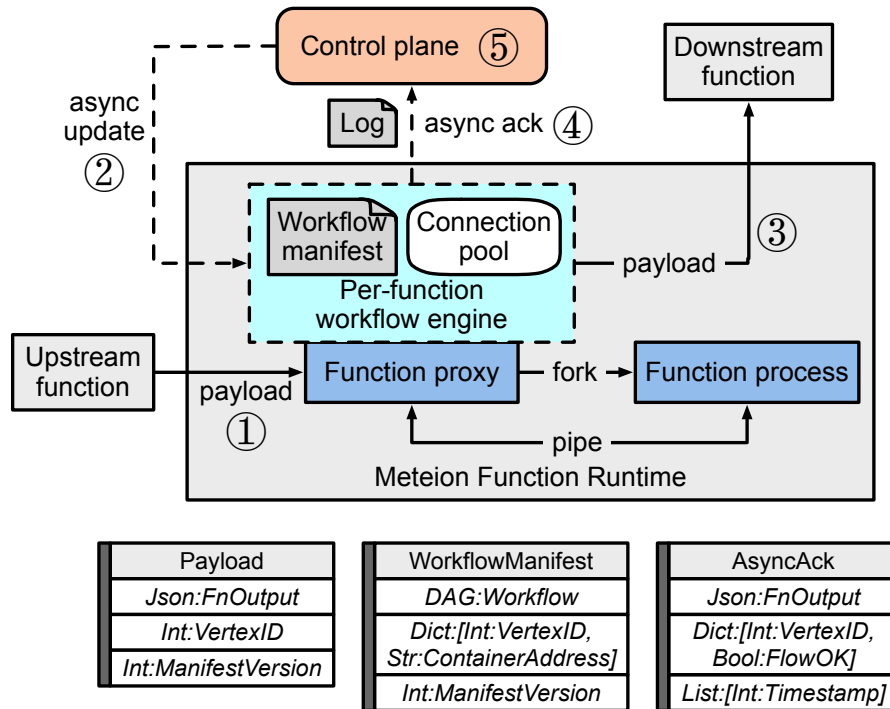 Control plane ⑤
Downstream
function
async
update
②
Log
async ack ④
Workflow
manifest
Connection
pool
payload
③
Per-function
workflow engine
Upstream
function
payload
①
Function proxy
fork
Function process
pipe
Meteion Function Runtime
Payload
Json:FnOutput
Int:VertexID
Int:ManifestVersion
WorkflowManifest
DAG:Workflow
Dict:[Int:VertexID,
Str:ContainerAddress]
Int:ManifestVersion
AsyncAck
Json:FnOutput
Dict:[Int:VertexID,
Bool:FlowOK]
List:[Int:Timestamp]